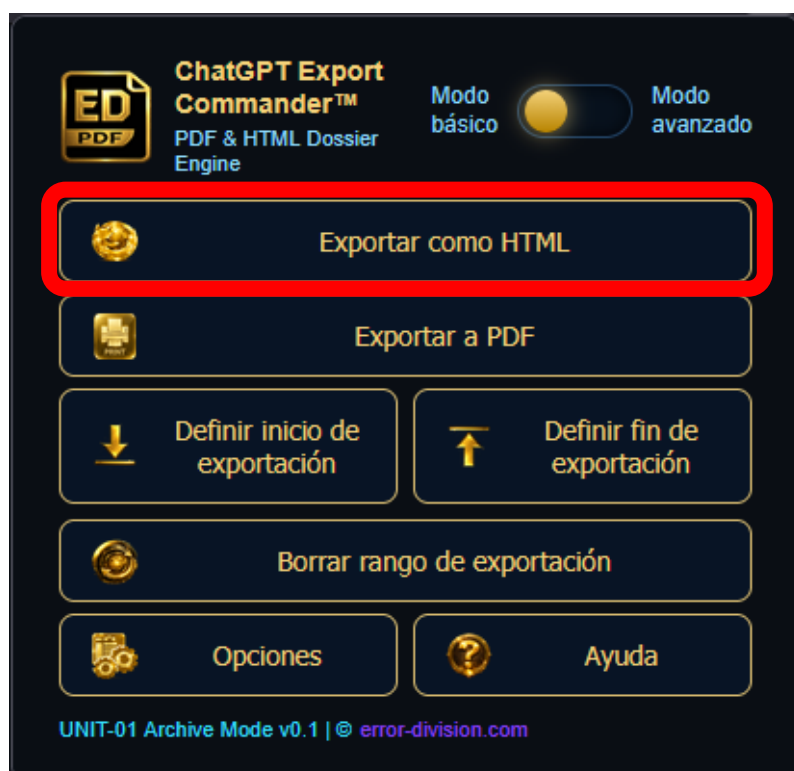 ED
PDF
ChatGPT Export
Commander™
PDF & HTML Dossier
Engine
Modo
básico
Modo
avanzado
Exportar como HTML
PRINT
Exportar a PDF
Definir inicio de
exportación
Definir fin de
exportación
Borrar rango de exportación
Opciones
Ayuda
UNIT-01 Archive Mode v0.1 | © error-division.com